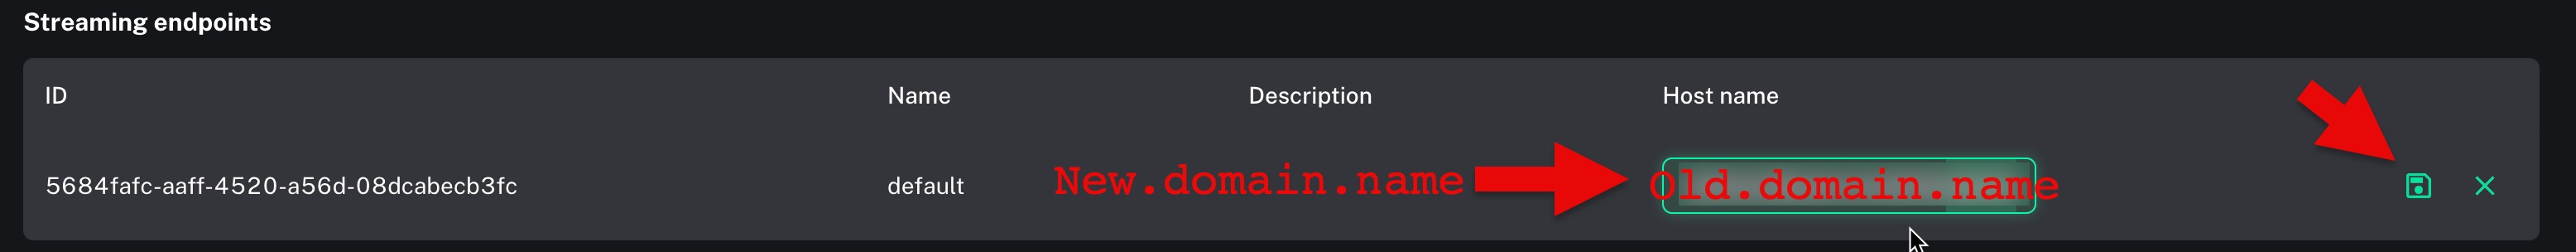 Streaming endpoints
ID Name Description Host name
5684fafc-aaff-4520-a56d-08dcabecb3fc default New.domain.name Old.domain.name